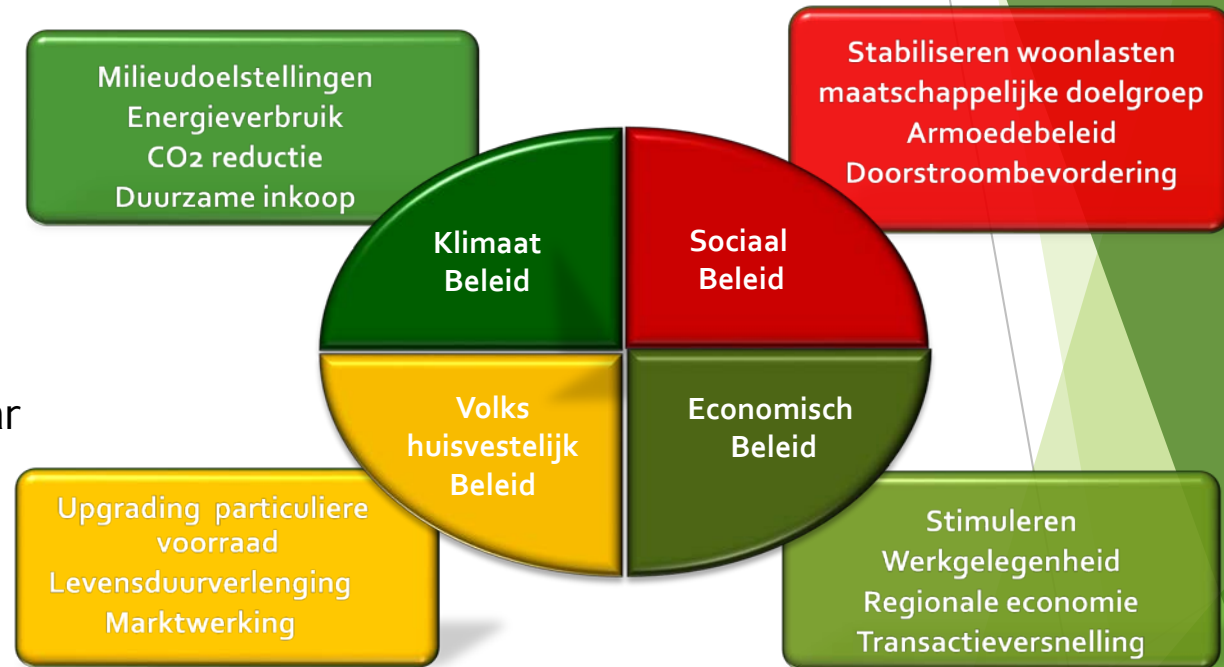 Milieudoelstellingen
Energieverbruik
CO2 reductie
Duurzame inkoop
Stabiliseren woonlasten
maatschappelijke doelgroep
Armoedebeleid
Doorstroombevordering
Klimaat
Beleid
Sociaal
Beleid
ar
Volks
huisvestelijk
Beleid
Economisch
Beleid
Upgrading particuliere
voorraad
Levensduurverlenging
Marktwerking
Stimuleren
Werkgelegenheid
Regionale economie
Transactieversnelling